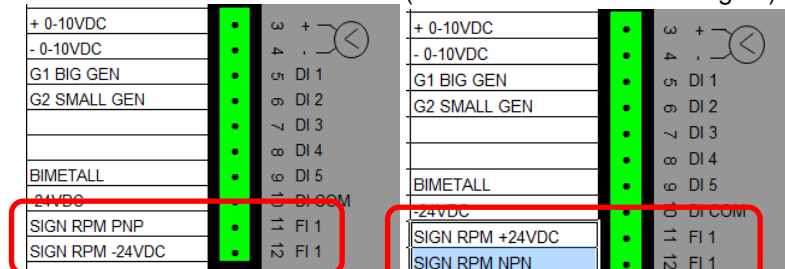 + 0-10VDC 3 +
- 0-10VDC 4 -
G1 BIG GEN 5 DI 1
G2 SMALL GEN 6 DI 2
7 DI 3
8 DI 4
BIMETALL 9 DI 5
-24VDC 10 DI COM
SIGN RPM PNP 11 FI 1
SIGN RPM -24VDC 12 FI 1
+ 0-10VDC 3 +
- 0-10VDC 4 -
G1 BIG GEN 5 DI 1
G2 SMALL GEN 6 DI 2
7 DI 3
8 DI 4
BIMETALL 9 DI 5
-24VDC 10 DI COM
SIGN RPM +24VDC 11 FI 1
SIGN RPM NPN 12 FI 1